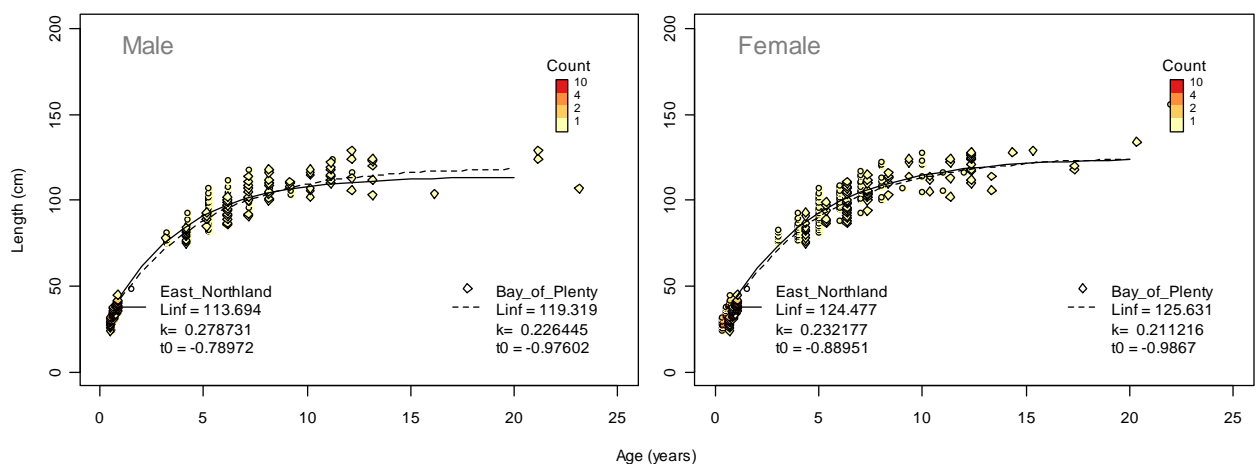 Male
Female
Count
10
4
2
1
Count
10
4
2
1
Length (cm)
200
150
100
50
0
East_Northland
Linf = 113.694
k= 0.278731
t0 = -0.78972
Bay_of_Plenty
Linf = 119.319
k= 0.226445
t0 = -0.97602
East_Northland
Linf = 124.477
k= 0.232177
t0 = -0.88951
Bay_of_Plenty
Linf = 125.631
k= 0.211216
t0 = -0.9867
200
150
100
50
0
0 5 10 15 20 25
0 5 10 15 20 25
Age (years)